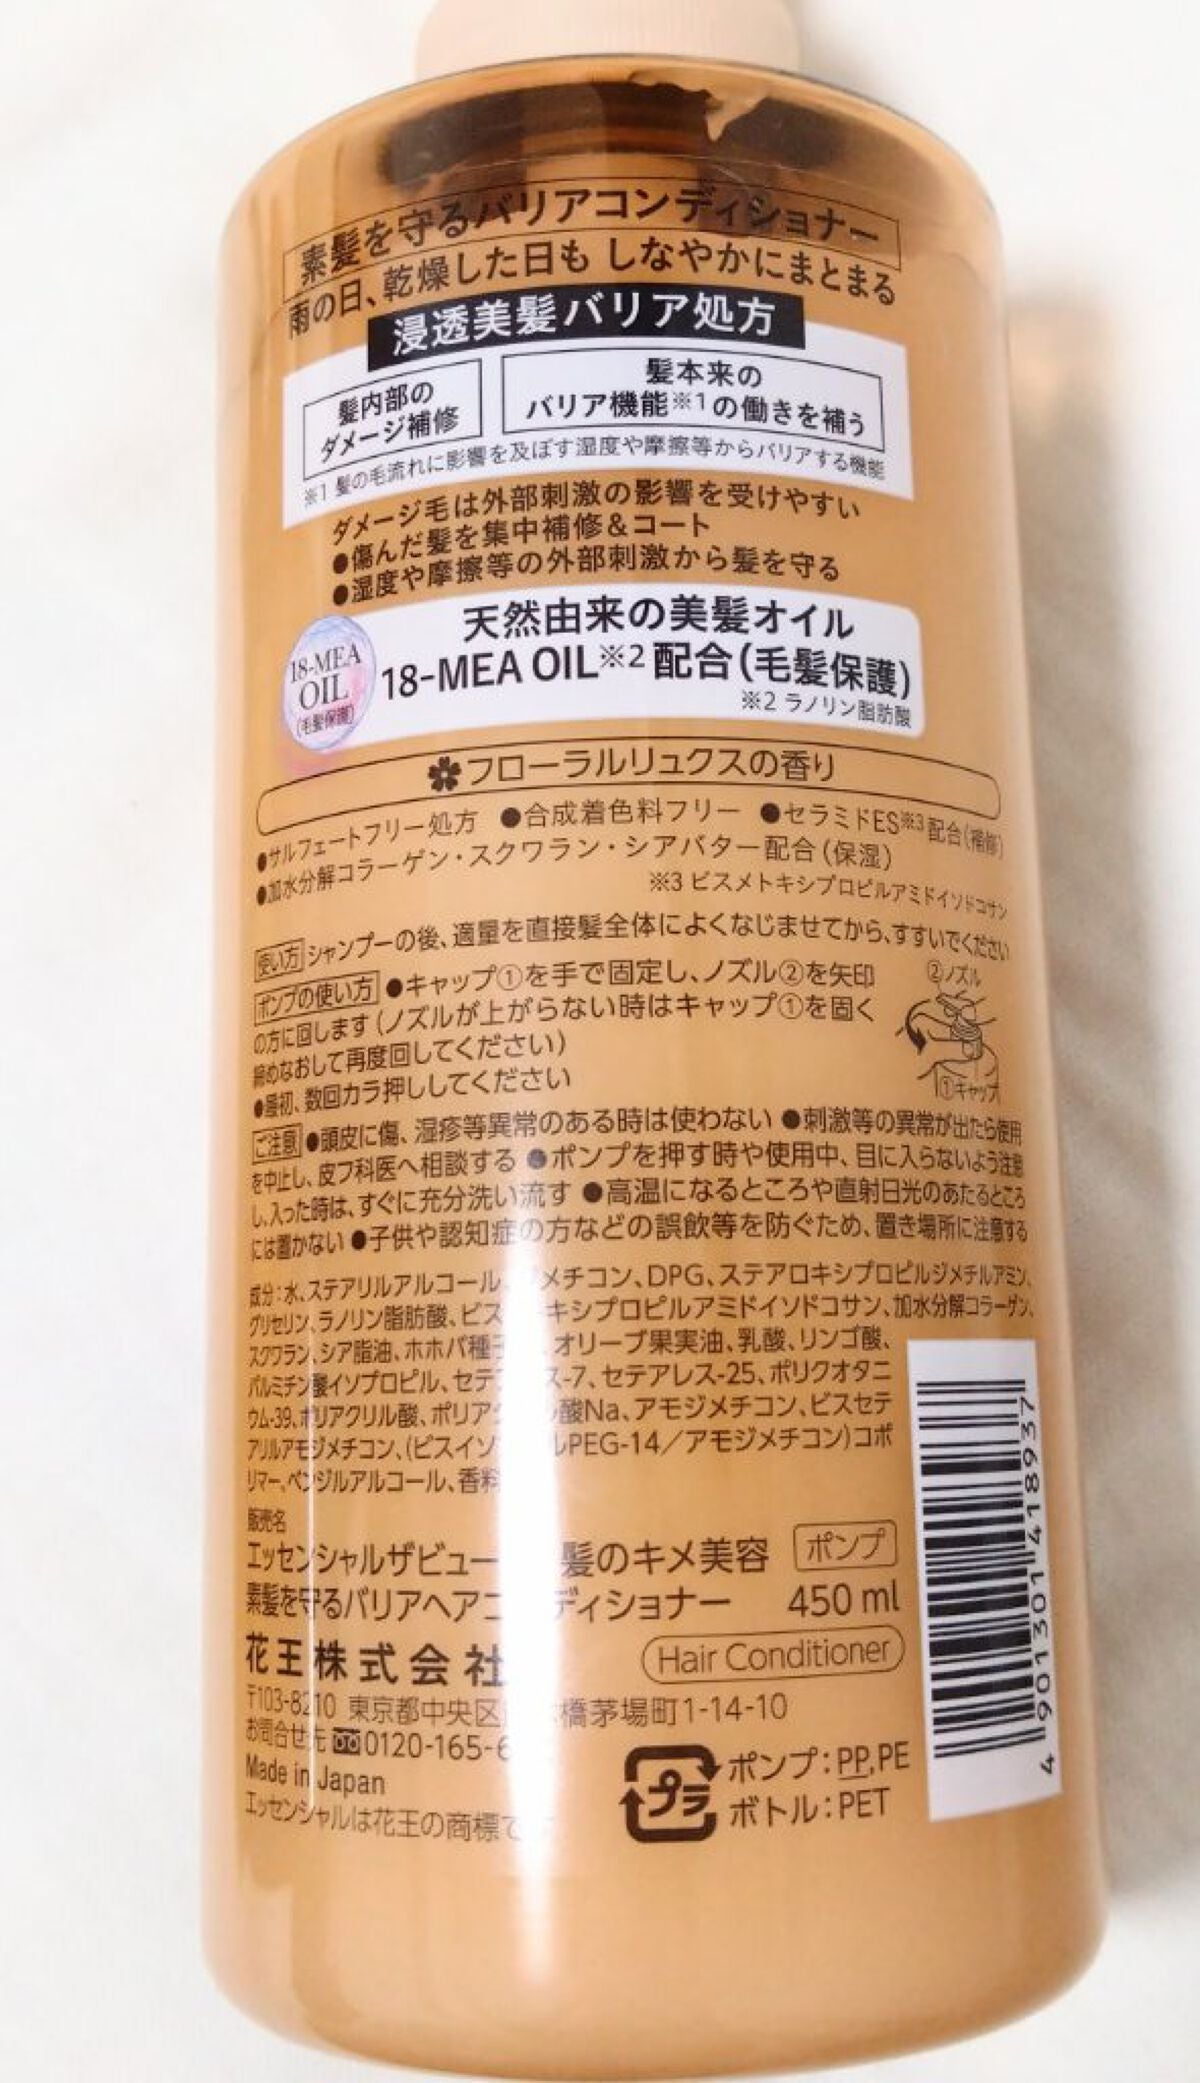 素髪を守るバリアコンディショナー
雨の日、乾燥した日も しなやかにまとまる
浸透美髪バリア処方
髪内部の
ダメージ補修
髪本来の
バリア機能※1の働きを補う
※1 髪の毛流れに影響を及ぼす湿度や摩擦等からバリアする機能
ダメージ毛は外部刺激の影響を受けやすい
●傷んだ髪を集中補修&コート
●湿度や摩擦等の外部刺激から髪を守る
18-MEA
OIL
(毛髪保護)
天然由来の美髪オイル
18-MEA OIL※2 配合(毛髪保護)
※2 ラノリン脂肪酸
フローラルリュクスの香り
●サルフェートフリー処方 ●合成着色料フリー ●セラミドES※3配合(補修)
●加水分解コラーゲン・スクワラン・シアバター配合(保湿)
※3 ビスメトキシプロピルアミドイソドコサン
使い方 シャンプーの後、適量を直接髪全体によくなじませてから、すすいでください
ポンプの使い方 ●キャップ①を手で固定し、ノズル②を矢印
の方に回します(ノズルが上がらない時はキャップ①を固く
締めなおして再度回してください)
●最初、数回カラ押ししてください
②ノズル
①キャップ
ご注意 ●頭皮に傷、湿疹等異常のある時は使わない ●刺激等の異常が出たら使用
を中止し、皮フ科医へ相談する ●ポンプを押す時や使用中、目に入らないよう注意
し、入った時は、すぐに充分洗い流す ●高温になるところや直射日光のあたるところ
には置かない ●子供や認知症の方などの誤飲等を防ぐため、置き場所に注意する
成分:水、ステアリルアルコール、メチコン、DPG、ステアロキシプロピルジメチルアミン、
グリセリン、ラノリン脂肪酸、ビスキシプロピルアミドイソドコサン、加水分解コラーゲン、
スクワラン、シア脂油、ホホバ種子 オリーブ果実油、乳酸、リンゴ酸、
パルミチン酸イソプロピル、セテス-7、セテアレス-25、ポリクオタニ
ウム-39、ポリアクリル酸、ポリア酸Na、アモジメチコン、ビスセテ
アリルアモジメチコン、(ビスイソルPEG-14/アモジメチコン)コポ
リマー、ベンジルアルコール、香料
販売名
エッセンシャルザビュー 髪のキメ美容
素髪を守るバリアヘアコディショナー
ポンプ
450 ml
花王株式会社
Hair Conditioner
〒103-8210 東京都中央区橋茅場町1-14-10
お問合せ先 0120-165-6
Made in Japan
エッセンシャルは花王の商標で
プラ
ポンプ:PP,PE
ボトル:PET
4901301418937